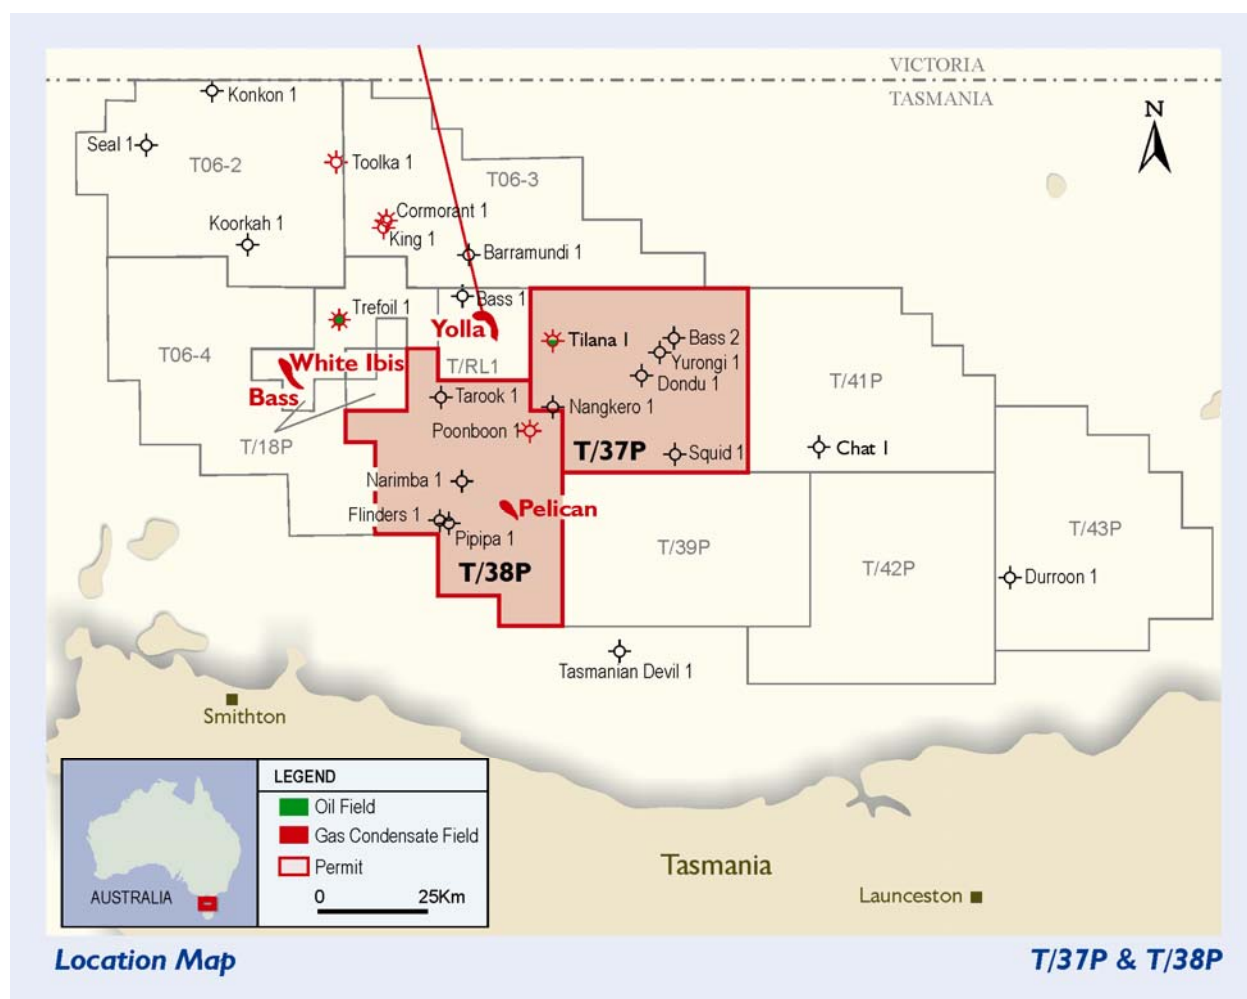 VICTORIA
TASMANIA
Konkon 1
N
Seal 1
T06-2
Toolka 1
T06-3
Cormorant 1
Koorkah 1
King 1
Barramundi 1
Bass 1
Trefoil 1
Yolla
Tilana 1
Bass 2
T06-4
White Ibis
T/RL1
Yurongi 1
Dondu 1
T/41P
Bass
Tarook 1
Nangkero 1
Poonboon 1
T/18P
T/37P
Squid 1
Chat 1
Narimba 1
Flinders 1
Pelican
Pipipa 1
T/43P
T/39P
T/38P
T/42P
Durroon 1
Tasmanian Devil 1
Smithton
LEGEND
Oil Field
Gas Condensate Field
Permit
0 25Km
AUSTRALIA
Tasmania
Launceston
Location Map
T/37P & T/38P